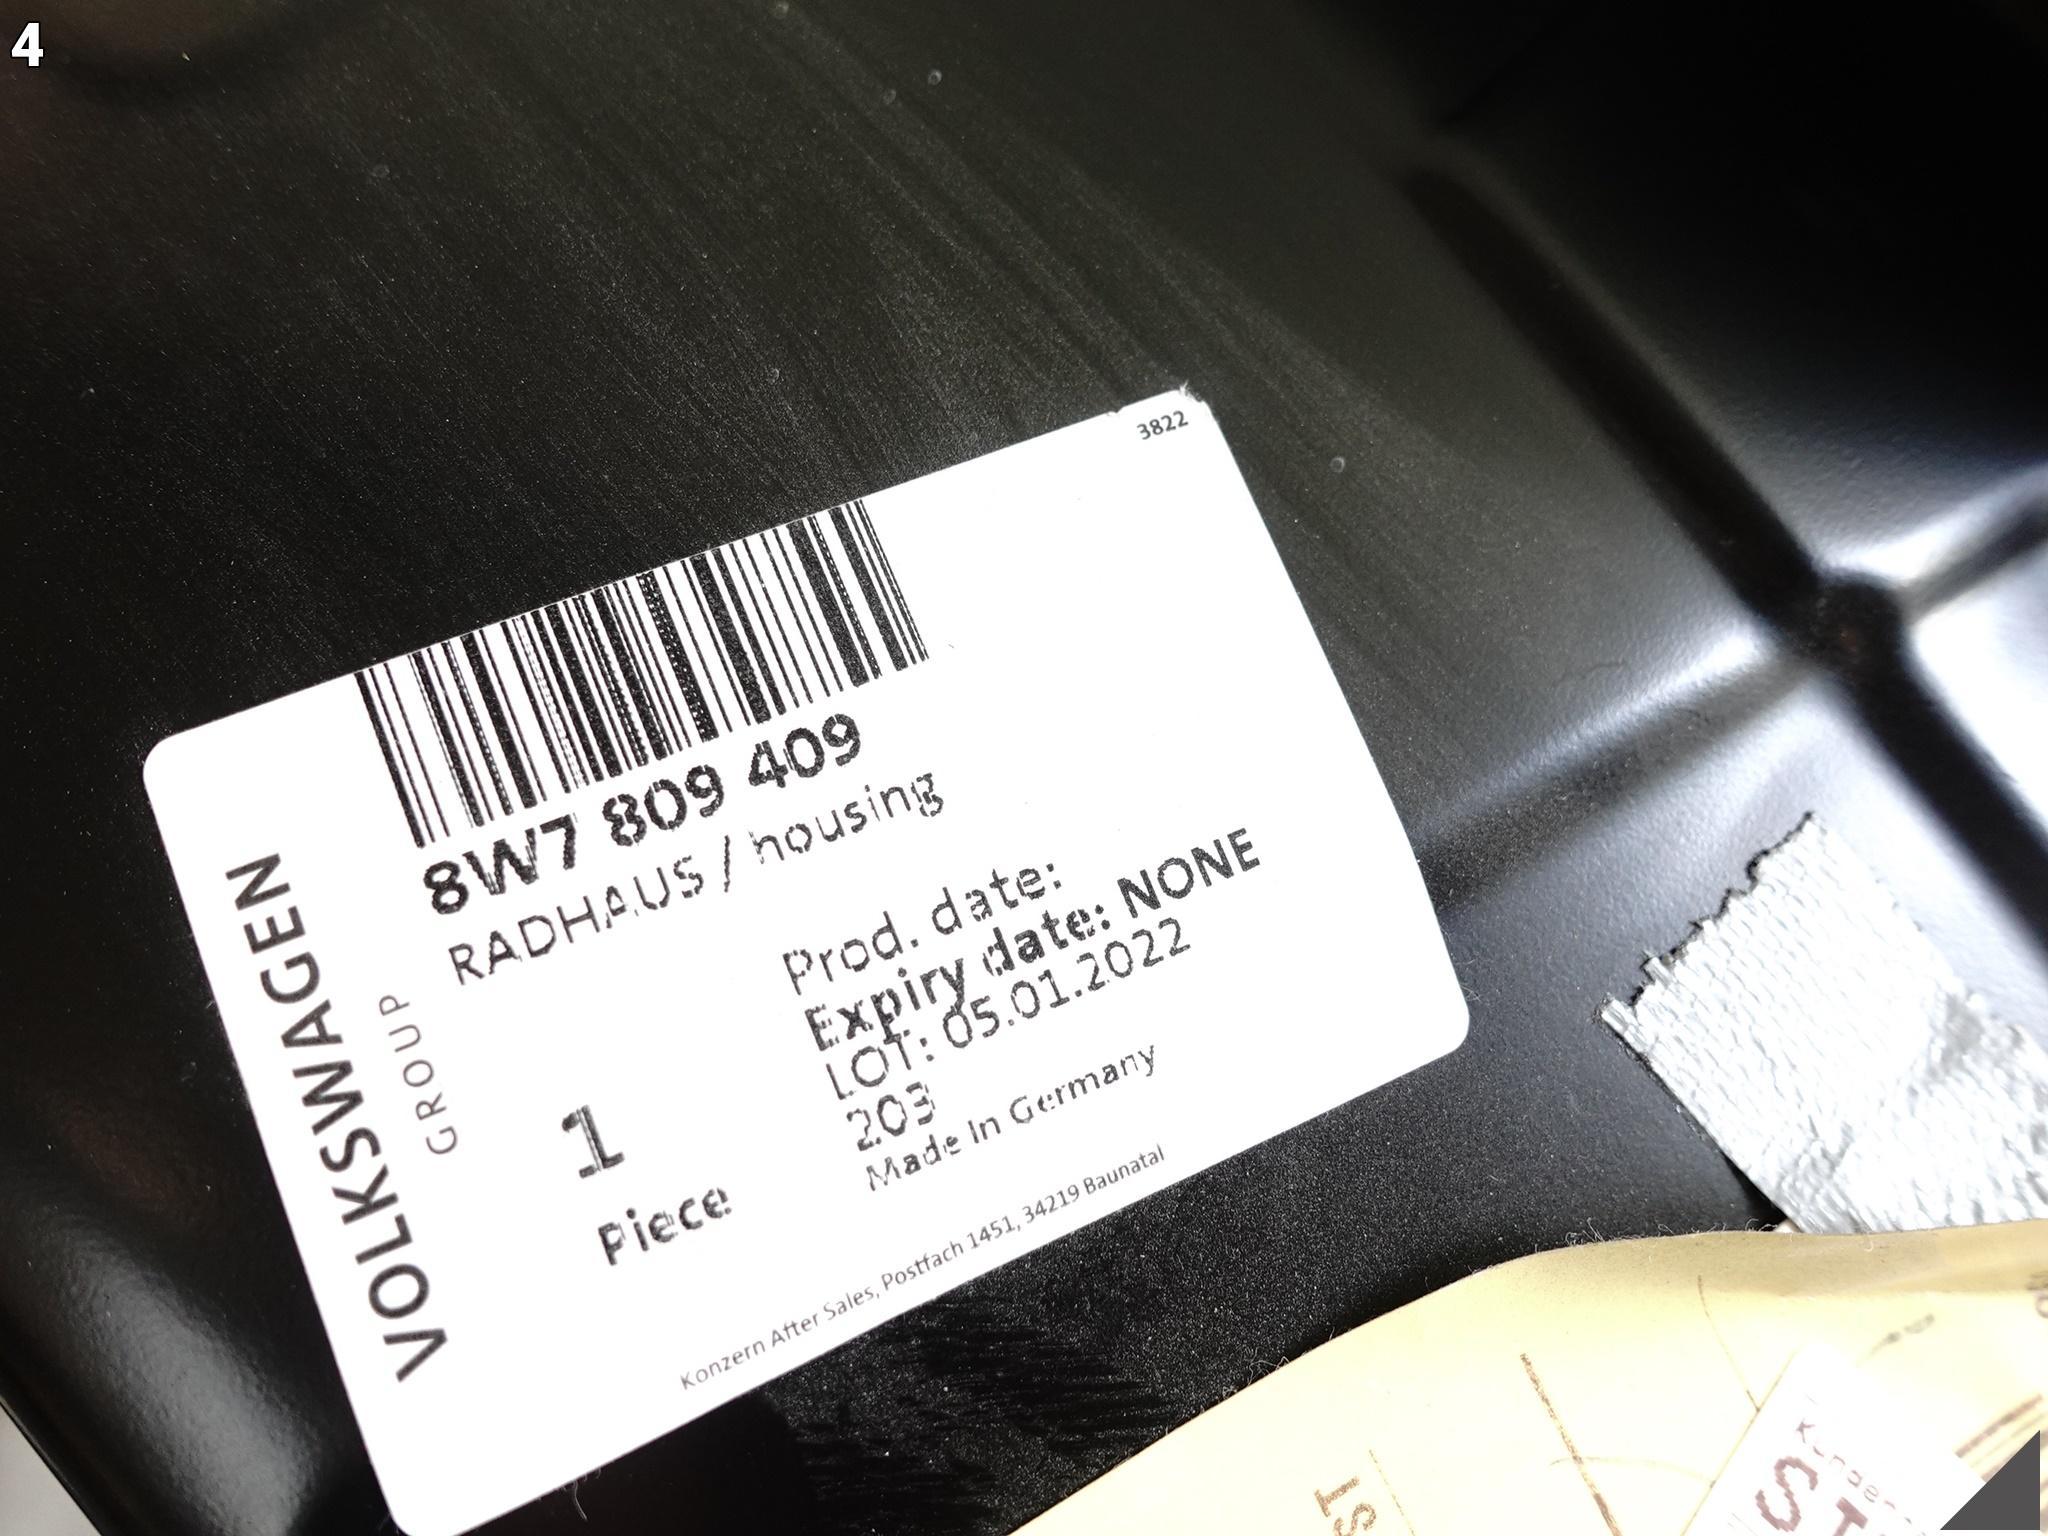 4
3822
VOLKSWAGEN
GROUP
8W7 809 409
RADHAUS / housing
Prod. date:
Expiry date: NONE
LOT: 05.01.2022
203
Made in Germany
1
Piece
Konzern After Sales, Postfach 1451, 34219 Baunatal
ST